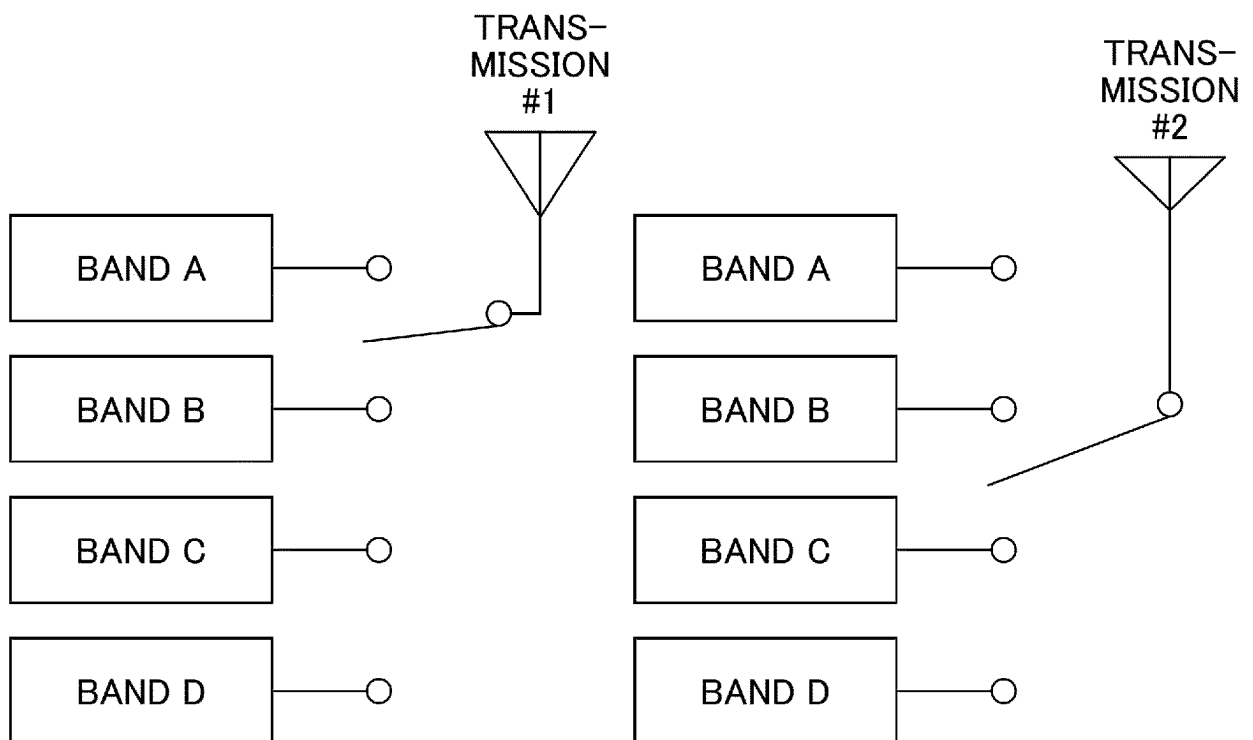 TRANS-
MISSION
#1
TRANS-
MISSION
#2
BAND A
BAND A
BAND B
BAND B
BAND C
BAND C
BAND D
BAND D